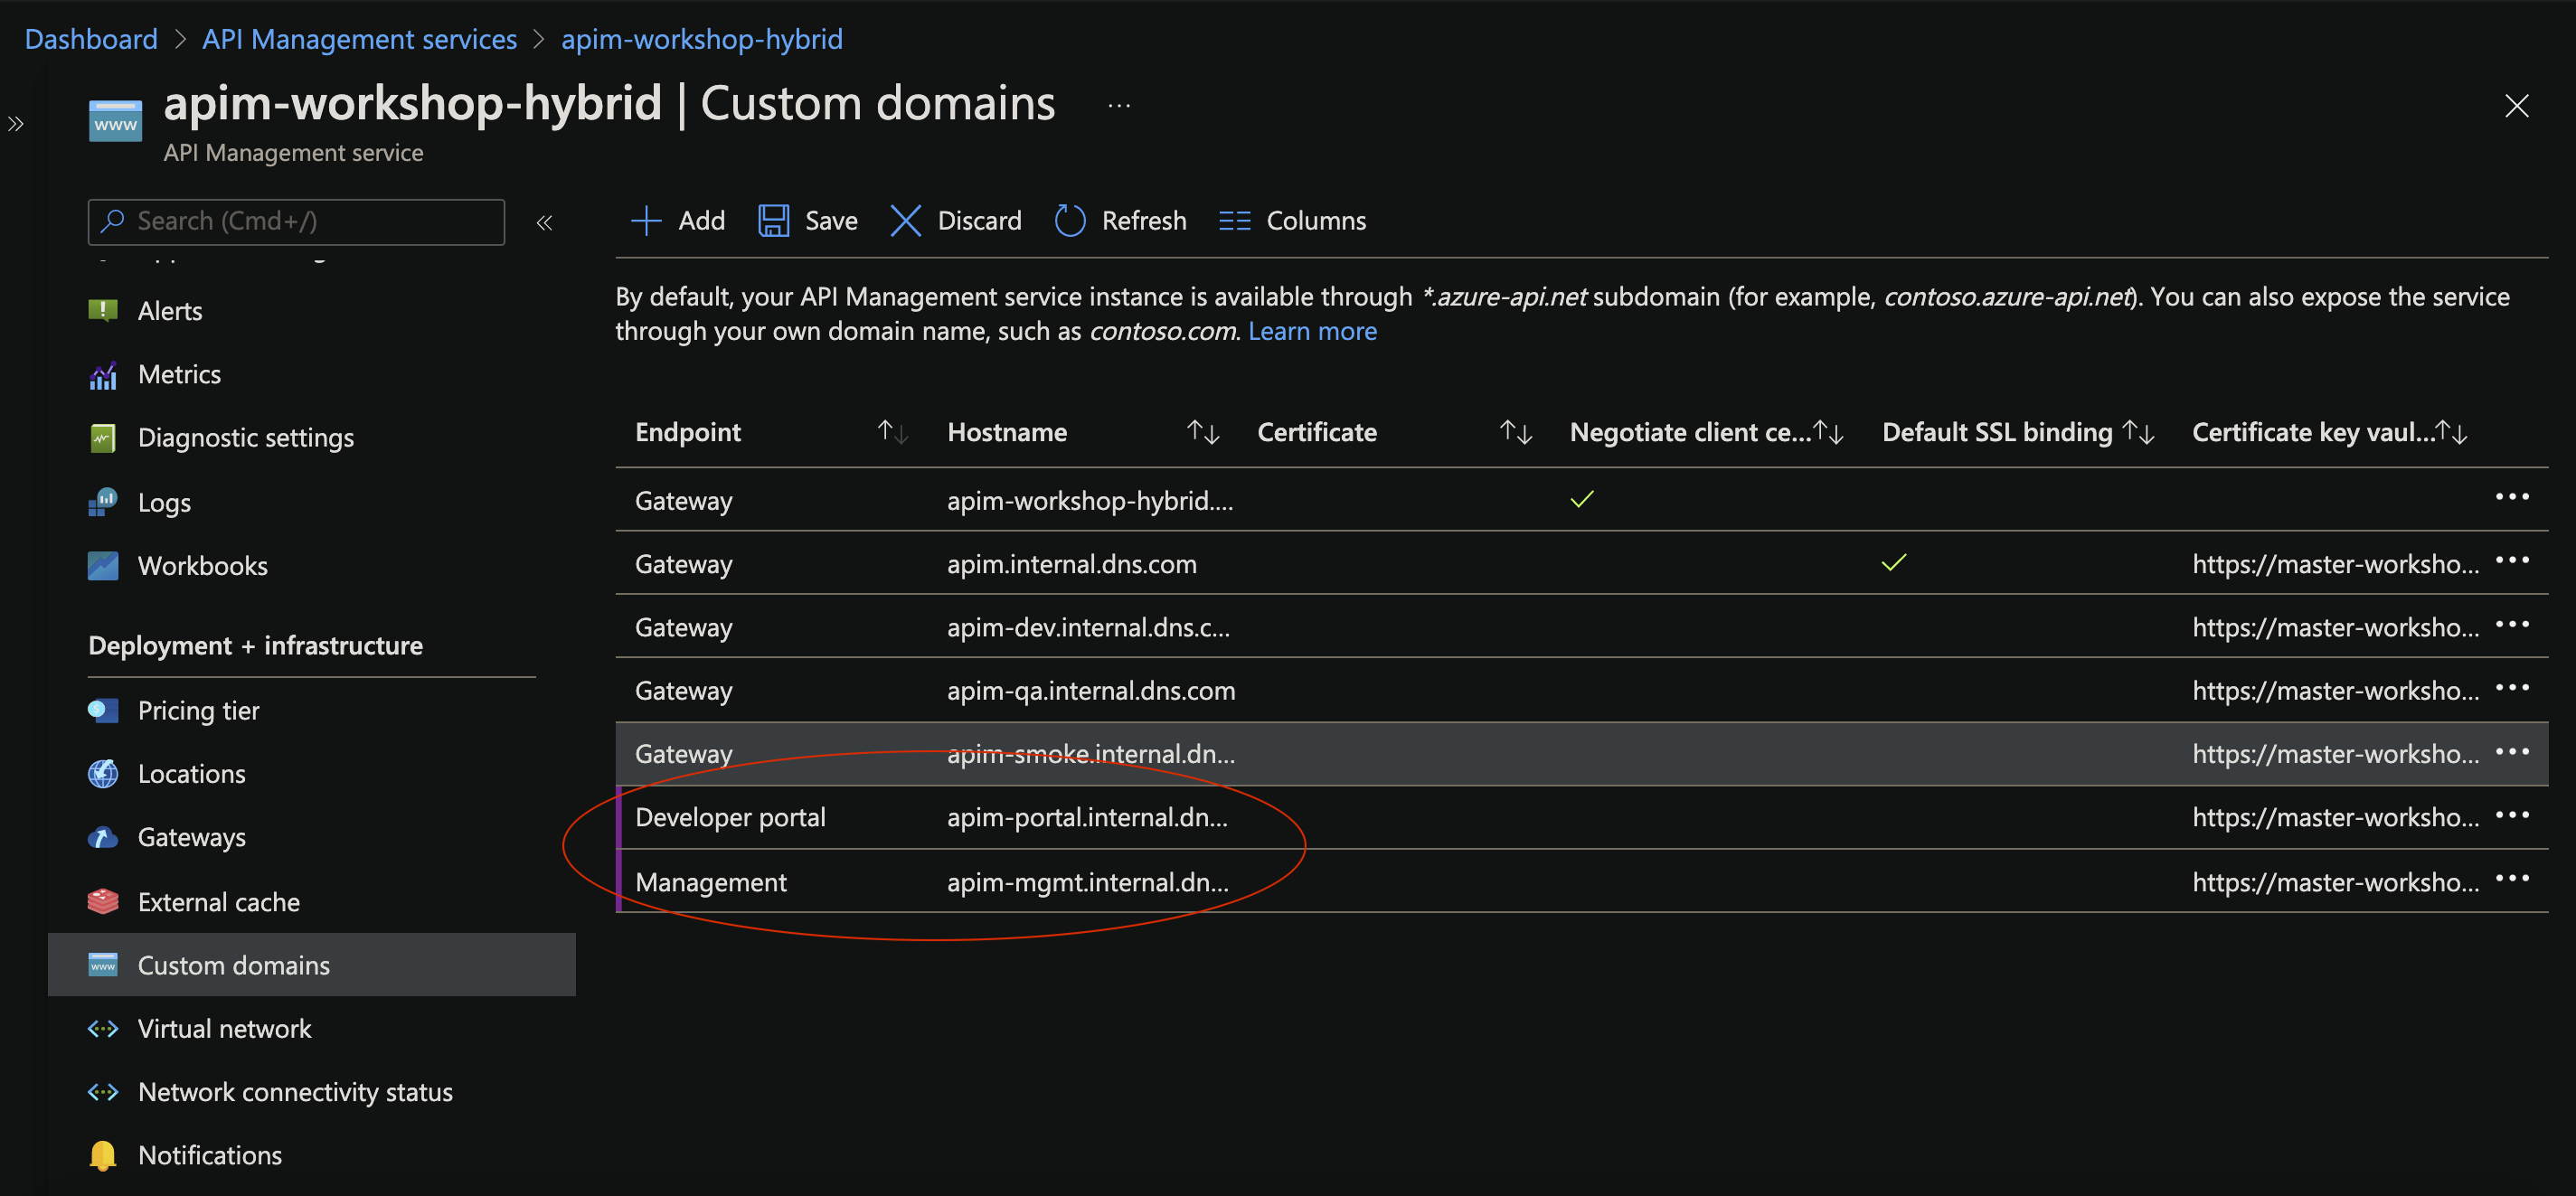 Dashboard > API Management services > apim-workshop-hybrid
apim-workshop-hybrid | Custom domains ...
www
API Management service
Search (Cmd+/)
Add
Save
Discard
Refresh
Columns
By default, your API Management service instance is available through *.azure-api.net subdomain (for example, contoso.azure-api.net). You can also expose the service
through your own domain name, such as contoso.com. Learn more
Alerts
Metrics
Diagnostic settings
Logs
Workbooks
Deployment + infrastructure
Pricing tier
Locations
Gateways
External cache
Custom domains
Virtual network
Network connectivity status
Notifications
Endpoint Hostname Certificate Negotiate client ce... Default SSL binding Certificate key vaul...
Gateway apim-workshop-hybrid....
Gateway apim.internal.dns.com https://master-worksho...
Gateway apim-dev.internal.dns.c... https://master-worksho...
Gateway apim-qa.internal.dns.com https://master-worksho...
Gateway apim-smoke.internal.dn... https://master-worksho...
Developer portal apim-portal.internal.dn... https://master-worksho...
Management apim-mgmt.internal.dn... https://master-worksho...